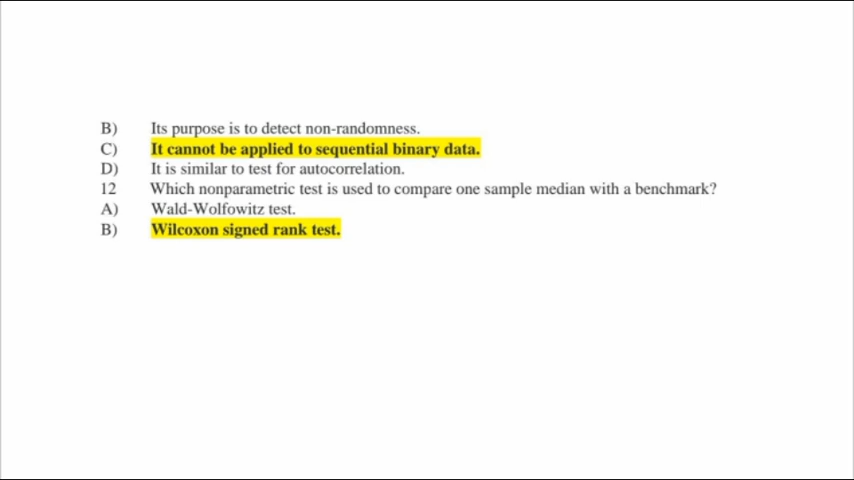 B) Its purpose is to detect non-randomness.
C) It cannot be applied to sequential binary data.
D) It is similar to test for autocorrelation.
12 Which nonparametric test is used to compare one sample median with a benchmark?
A) Wald-Wolfowitz test.
B) Wilcoxon signed rank test.